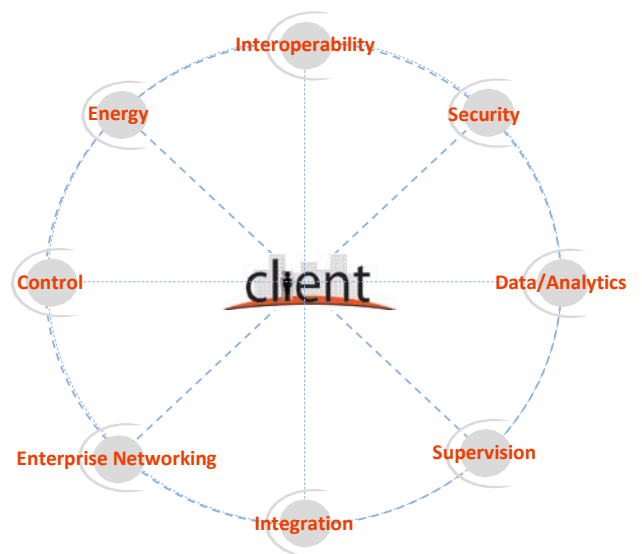 Interoperability
Energy
Security
Control
client
Data/Analytics
Enterprise Networking
Supervision
Integration